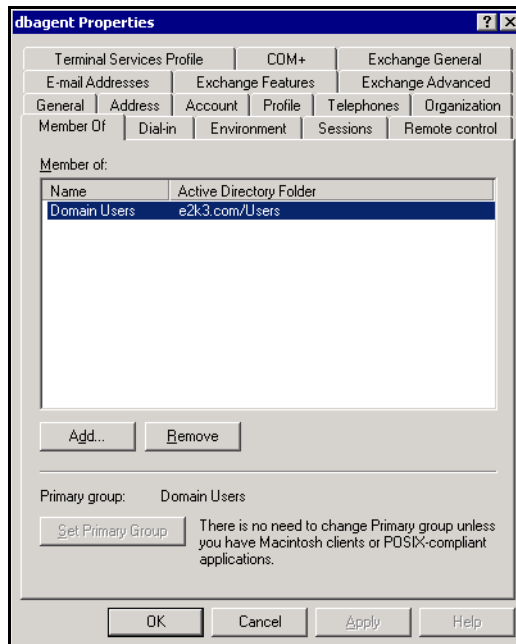 dbagent Properties
Terminal Services Profile COM+ Exchange General
E-mail Addresses Exchange Features Exchange Advanced
General Address Account Profile Telephones Organization
Member Of Dial-in Environment Sessions Remote control
Member of:
Name Active Directory Folder
Domain Users e2k3.com/Users
Add... Remove
Primary group: Domain Users
Set Primary Group There is no need to change Primary group unless
you have Macintosh clients or POSIX-compliant
applications.
OK Cancel Apply Help